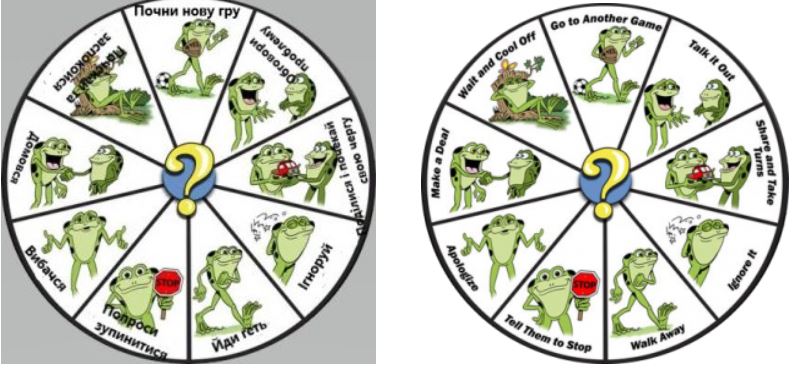 Почни нову гру
Обговори
проблему
Поділися і почекай
свою чергу
Ігноруй
Йди геть
Попроси
зупинитися
STOP
Вибачся
Домовся
та
заспокойся
?
Go to Another Game
Talk It Out
Share and Take
Turns
Ignore It
Walk Away
Tell Them to Stop
STOP
Apologize
Make a Deal
Wait and Cool Off
?